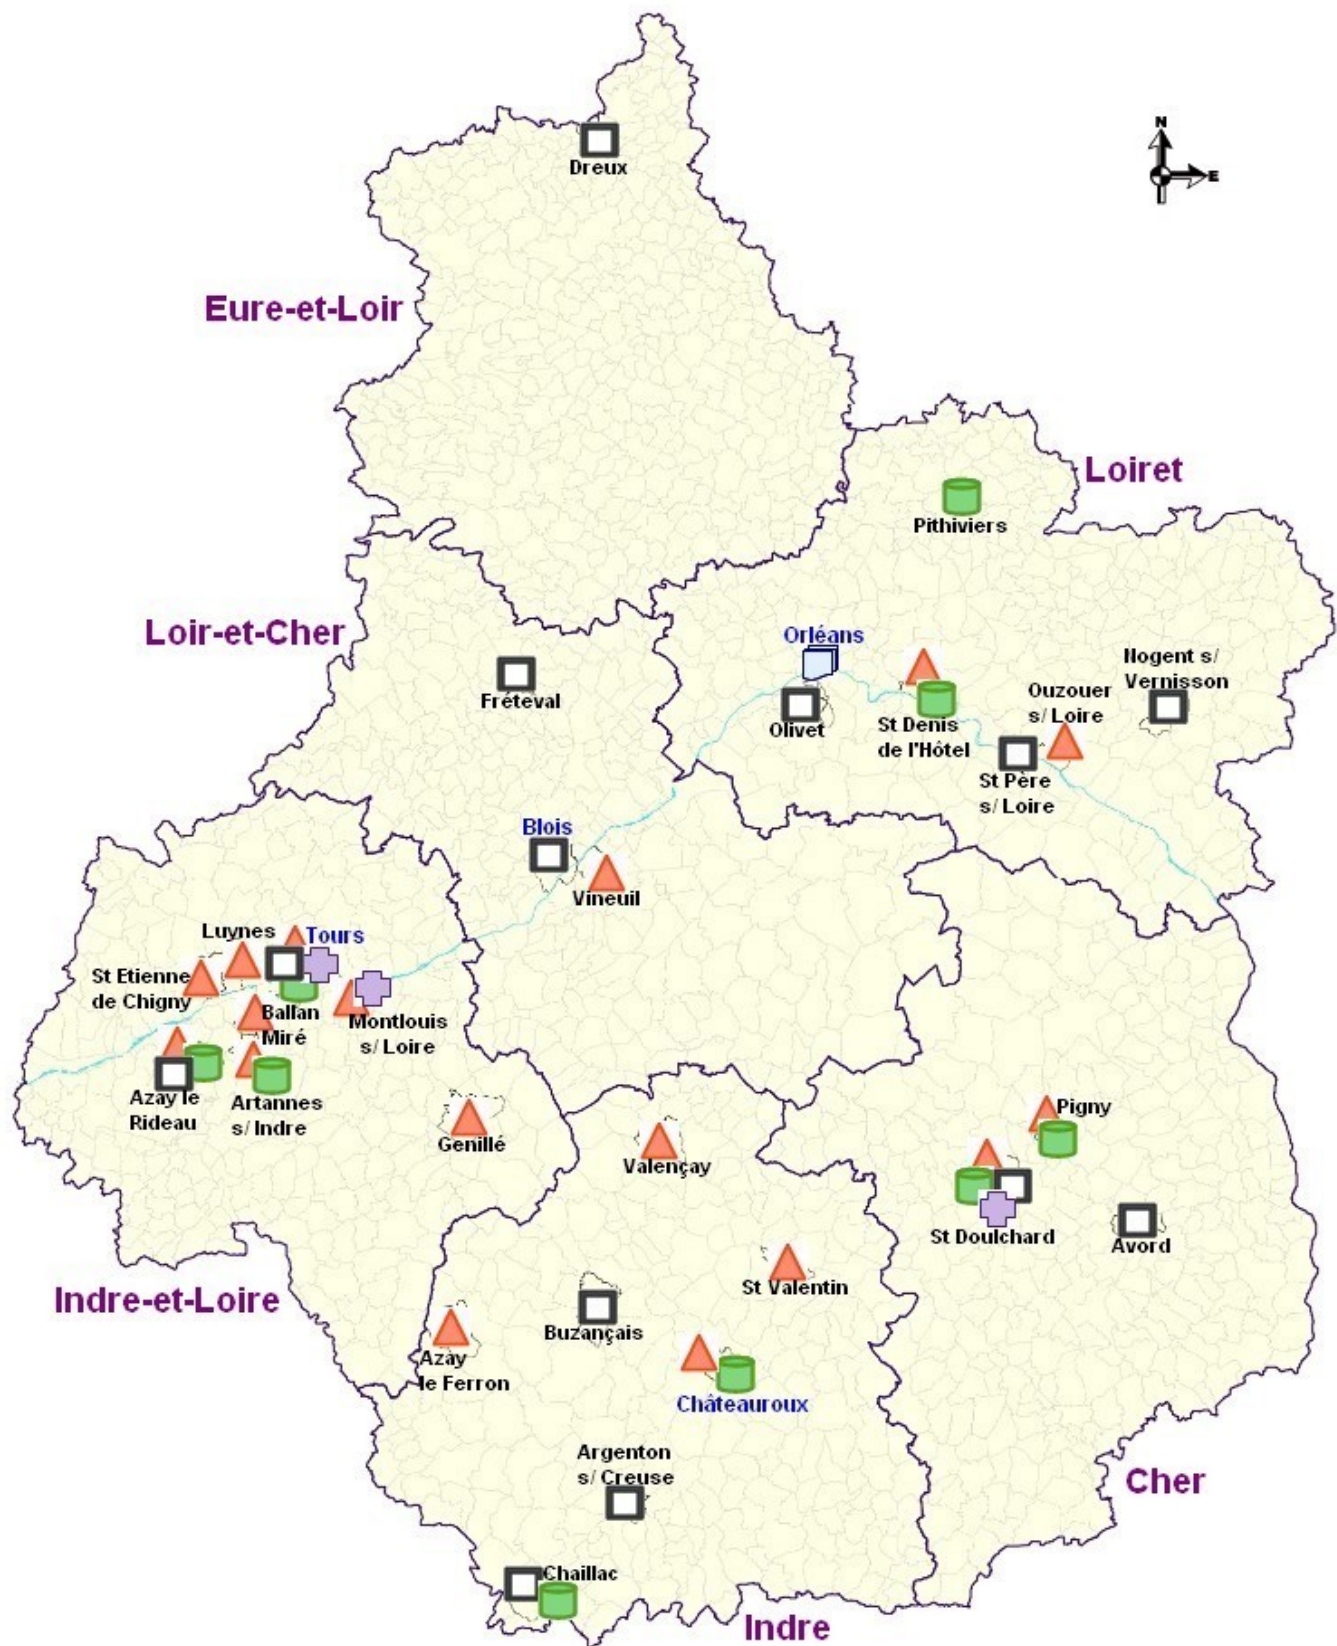 N
E
Dreux
Eure-et-Loir
Loiret
Pithiviers
Loir-et-Cher
Orléans
Nogent s/
Vernisson
Fréteval
Olivet
St Denis
de l'Hôtel
Ouzouer
s/ Loire
St Père
s/ Loire
Blois
Vineuil
Luynes
Tours
St Etienne
de Chigny
Ballan
Miré
Montlouis
s/ Loire
Azay le
Rideau
Artannes
s/ Indre
Genillé
Valençay
Pigny
St Doulchard
Avord
St Valentin
Indre-et-Loire
Buzançais
Azay
le Ferron
Châteauroux
Argenton
s/ Creuse
Cher
Chaillac
Indre